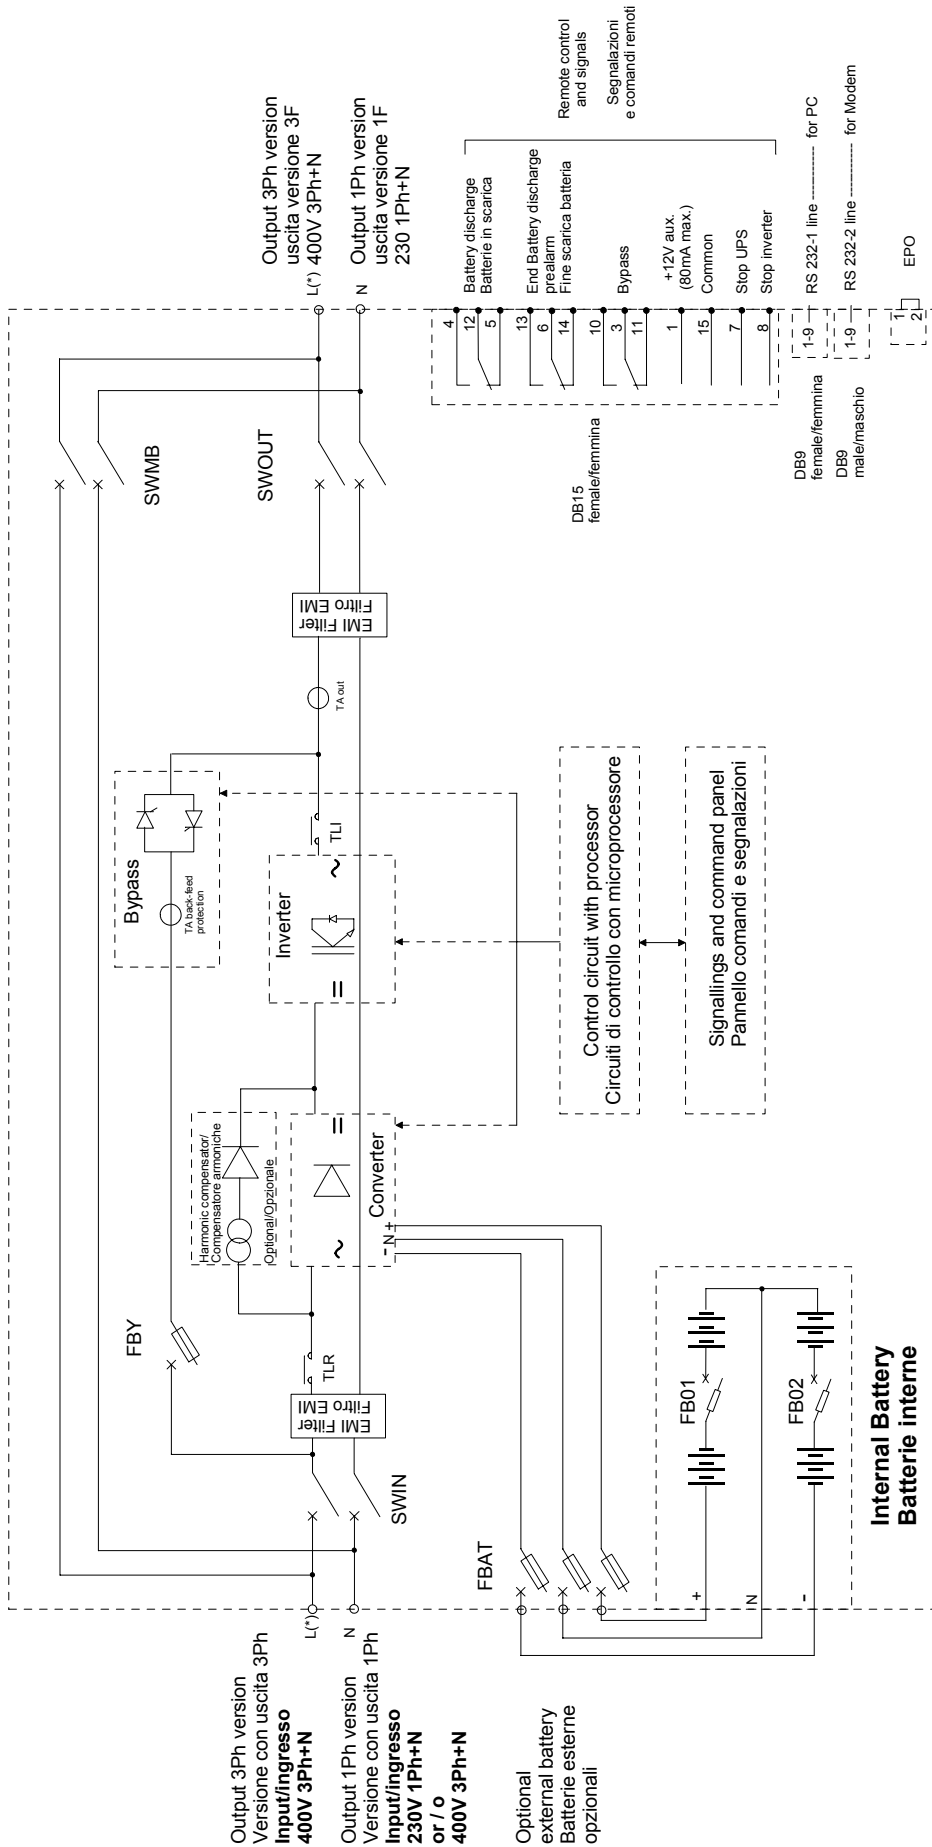 Output 3Ph version
Versione con uscita 3Ph
Input/ingresso
400V 3Ph+N
Output 1Ph version
Versione con uscita 1Ph
Input/ingresso
230V 1Ph+N
or / o
400V 3Ph+N
L(*)
N
SWIN
EMI Filter
Filtro EMI
TLR
FBY
Harmonic compensator/
Compensatore armoniche
Optional/Opzionale
~
=
Converter
- N +
Bypass
TA back-feed
protection
Inverter
=
~
TLI
TA out
EMI Filter
Filtro EMI
SWMB
SWOUT
Output 3Ph version
uscita versione 3F
400V 3Ph+N
L(*)
Output 1Ph version
uscita versione 1F
230 1Ph+N
N
Optional
external battery
Batterie esterne
opzionali
FBAT
+
N
-
FB01
FB02
Internal Battery
Batterie interne
Control circuit with processor
Circuiti di controllo con microprocessore
Signallings and command panel
Pannello comandi e segnalazioni
DB15
female/femmina
4
12
5
Battery discharge
Batterie in scarica
13
6
14
End Battery discharge
prealarm
Fine scarica batteria
10
3
11
Bypass
1
+12V aux.
(80mA max.)
15
Common
7
Stop UPS
8
Stop inverter
Remote control
and signals
Segnalazioni
e comandi remoti
DB9
female/femmina
1-9
RS 232-1 line ---------- for PC
DB9
male/maschio
1-9
RS 232-2 line ---------- for Modem
1
2
EPO